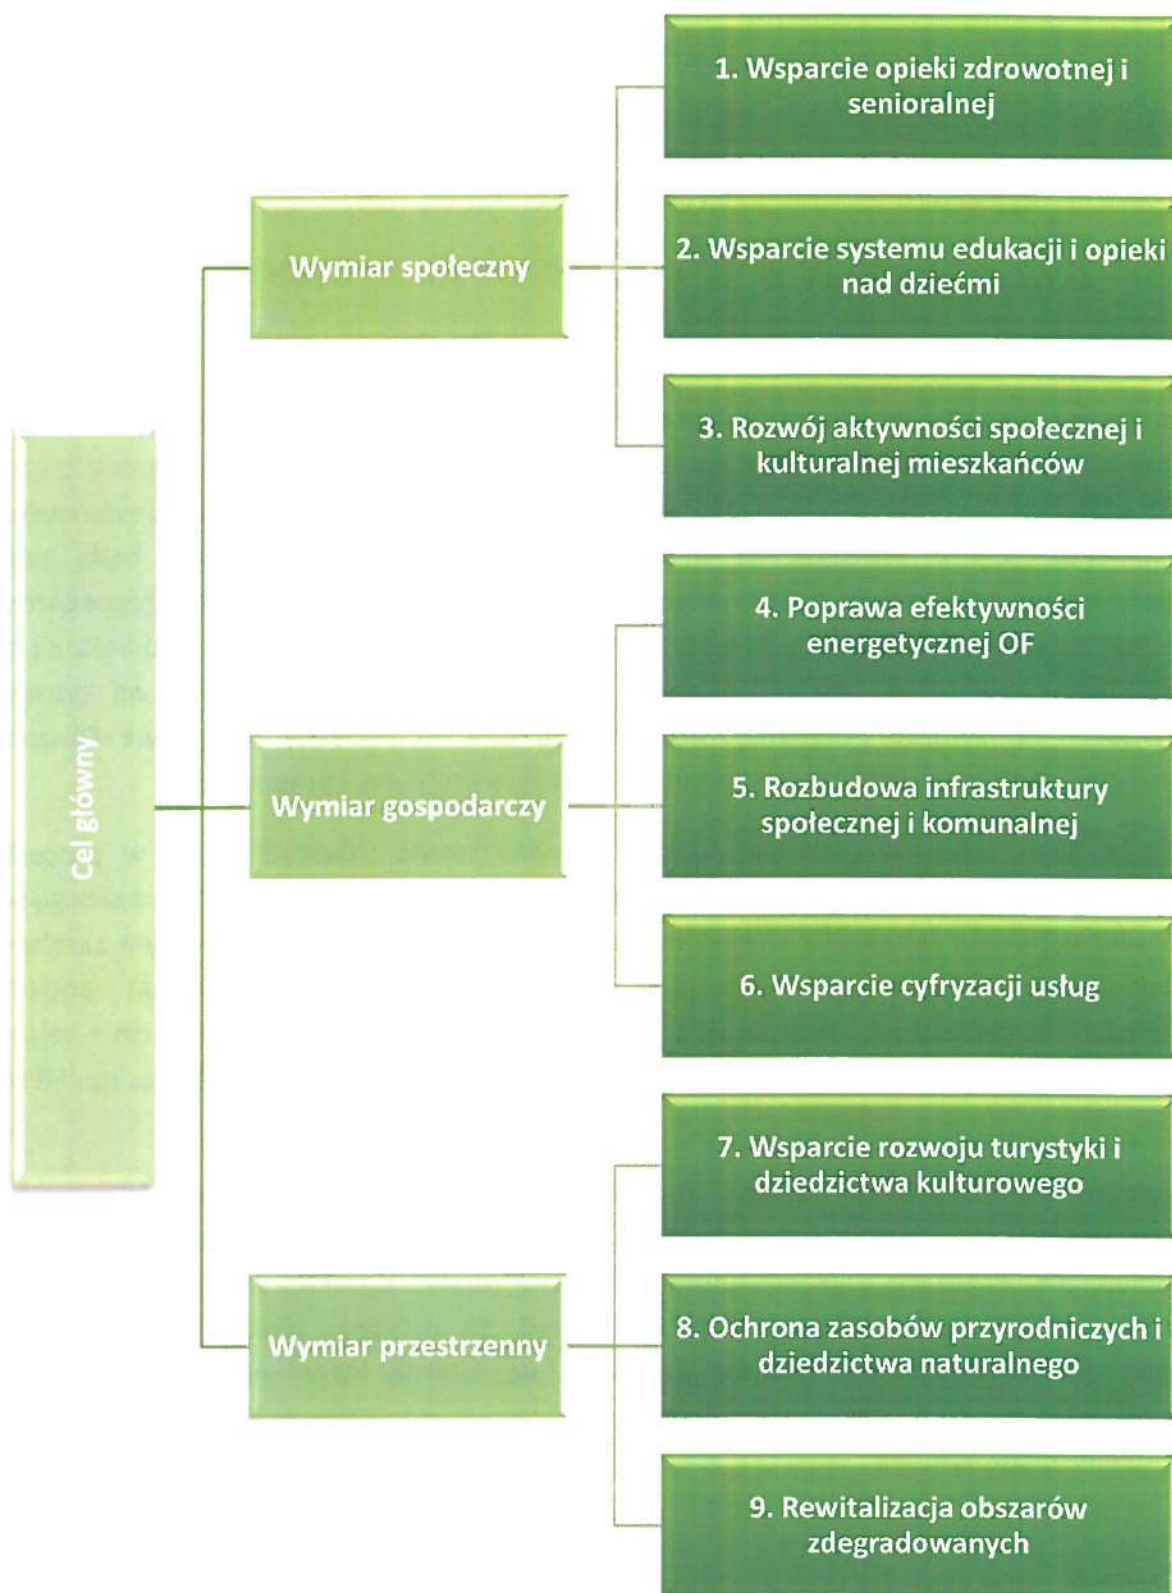 Cel główny
Wymiar społeczny
1. Wsparcie opieki zdrowotnej i
senioralnej
2. Wsparcie systemu edukacji i opieki
nad dziećmi
3. Rozwój aktywności społecznej i
kulturalnej mieszkańców
Wymiar gospodarczy
4. Poprawa efektywności
energetycznej OF
5. Rozbudowa infrastruktury
społecznej i komunalnej
6. Wsparcie cyfryzacji usług
Wymiar przestrzenny
7. Wsparcie rozwoju turystyki i
dziedzictwa kulturowego
8. Ochrona zasobów przyrodniczych i
dziedzictwa naturalnego
9. Rewitalizacja obszarów
zdegradowanych